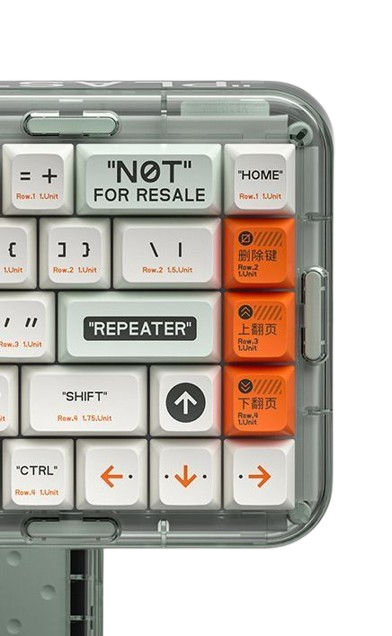 = +
Row.1 1.Unit
"NØT"
FOR RESALE
"HOME"
Row.1 1.Unit
{
1.Unit
] }
Row.2 1.Unit
\ |
Row.2 1.5.Unit
删除键
Row.2
1.Unit
' "
Row.3 1.Unit
"REPEATER"
上翻页
Row.3
1.Unit
"SHIFT"
Row.4 1.75.Unit
下翻页
Row.4
1.Unit
"CTRL"
Row.4 1.Unit